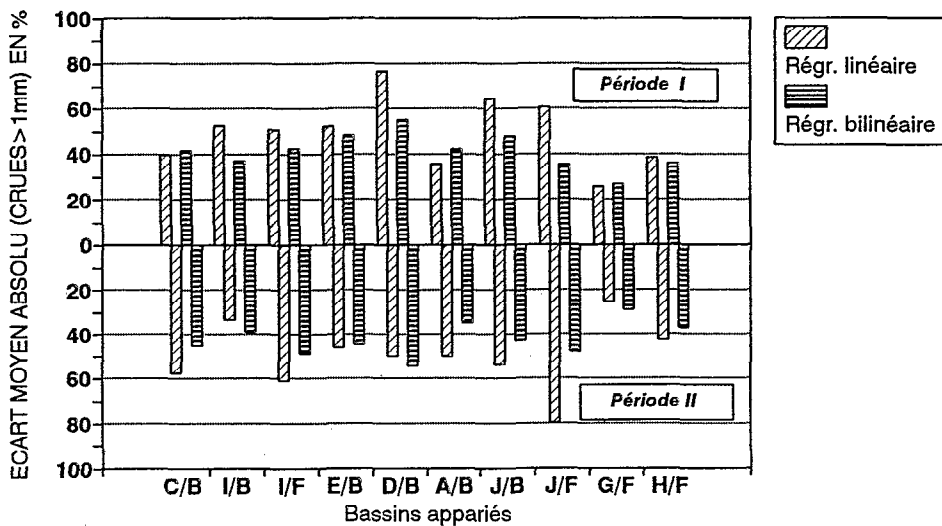 ECART MOYEN ABSOLU (CRUES> 1mm) EN %
100
80
60
40
20
0
20
40
60
80
100
Période I
Période II
C/B I/B I/F E/B D/B A/B J/B J/F G/F H/F
Bassins appariés
Régr. linéaire
Régr. bilinéaire